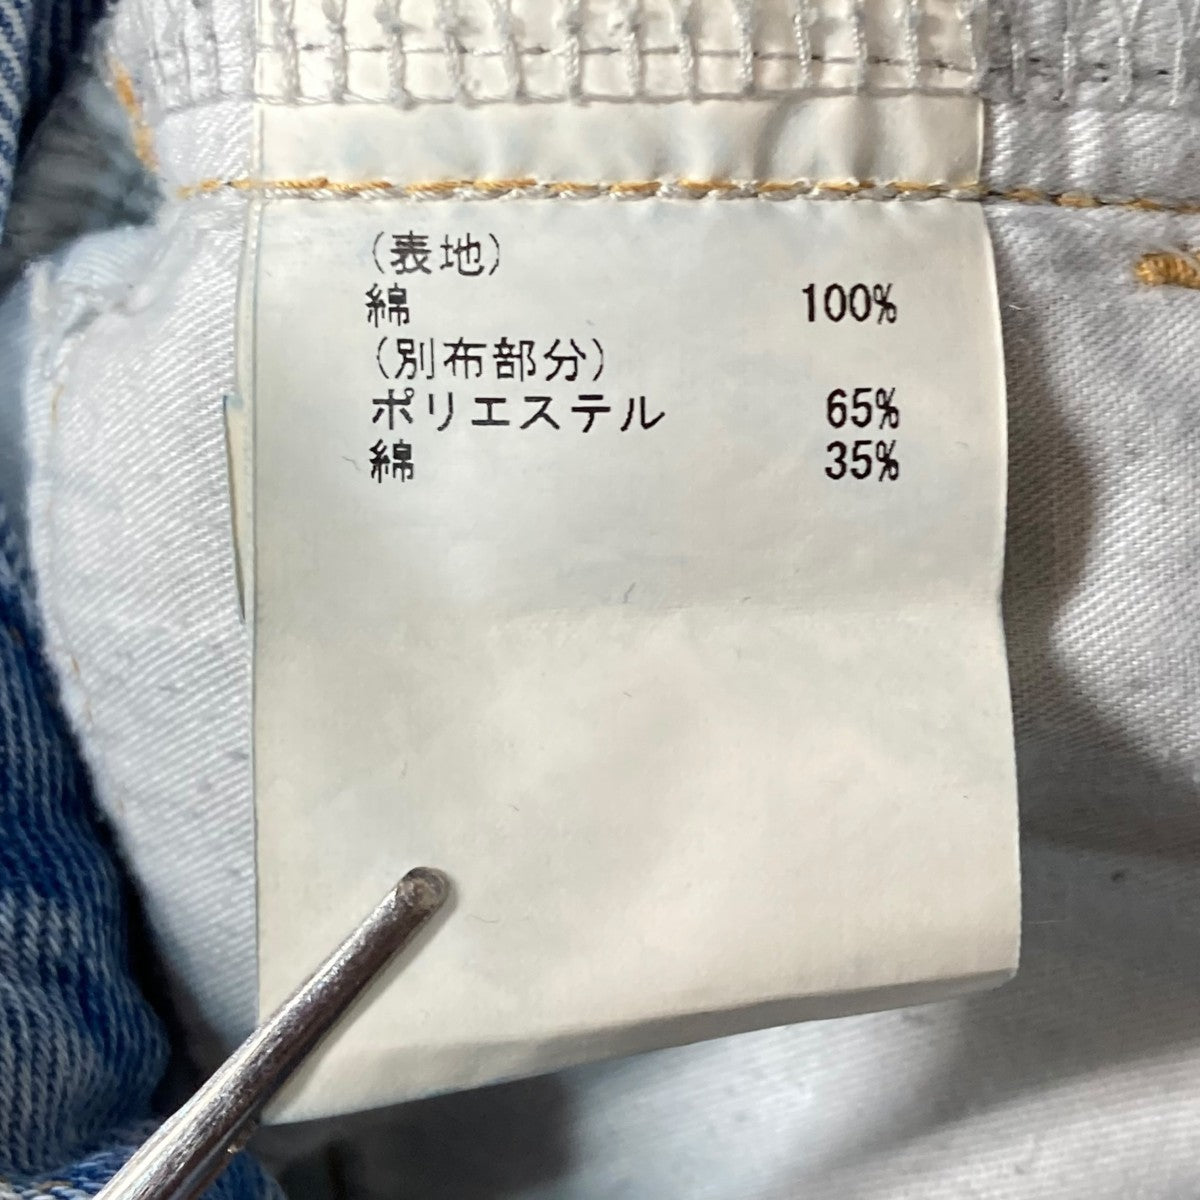 (表地)
綿 100%
(別布部分)
ポリエステル 65%
綿 35%